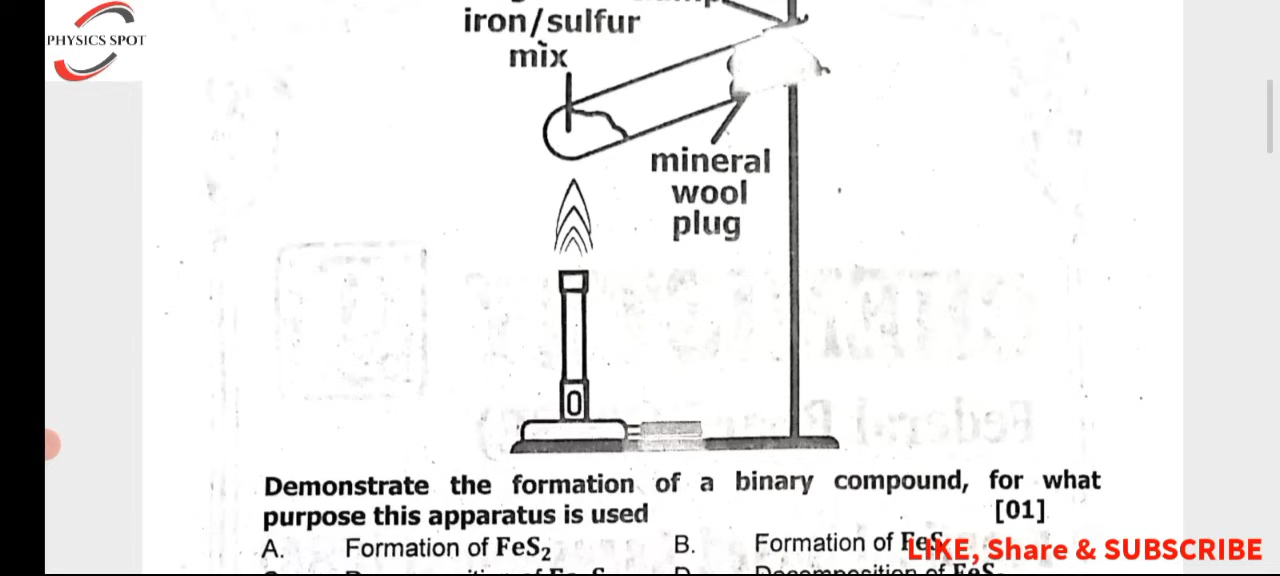 PHYSICS SPOT
iron/sulfur
mix
mineral
wool
plug
Demonstrate the formation of a binary compound, for what
purpose this apparatus is used [01]
A. Formation of FeS₂ B. Formation of
LIKE, Share & SUBSCRIBE